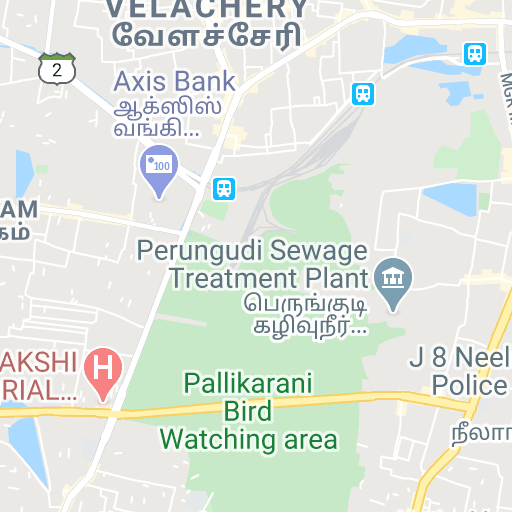 VELACHERY
வேளச்சேரி
2
Axis Bank
ஆக்ஸிஸ்
வங்கி...
100
AM
கம்
Perungudi Sewage
Treatment Plant
பெருங்குடி
கழிவுநீர்...
AKSHI
RIAL...
H
J 8 Neel
Police
Pallikarani
Bird
Watching area
நீலா